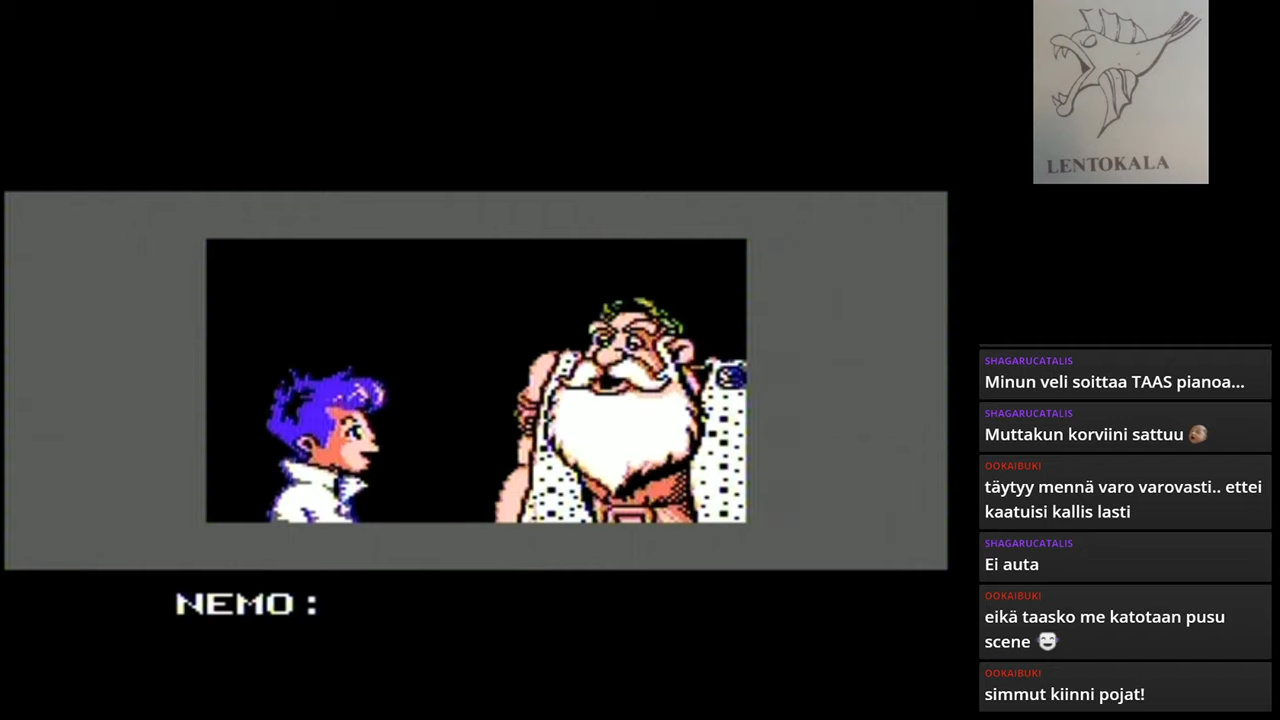 LENTOKALA
NEMO :
SHAGARUCATALIS
Minun veli soittaa TAAS pianoa...
SHAGARUCATALIS
Muttakun korviini sattuu
OOKAIBUKI
täytyy mennä varo varovasti.. ettei
kaatuisi kallis lasti
SHAGARUCATALIS
Ei auta
OOKAIBUKI
eikä taasko me katotaan pusu
scene
OOKAIBUKI
simmut kiinni pojat!